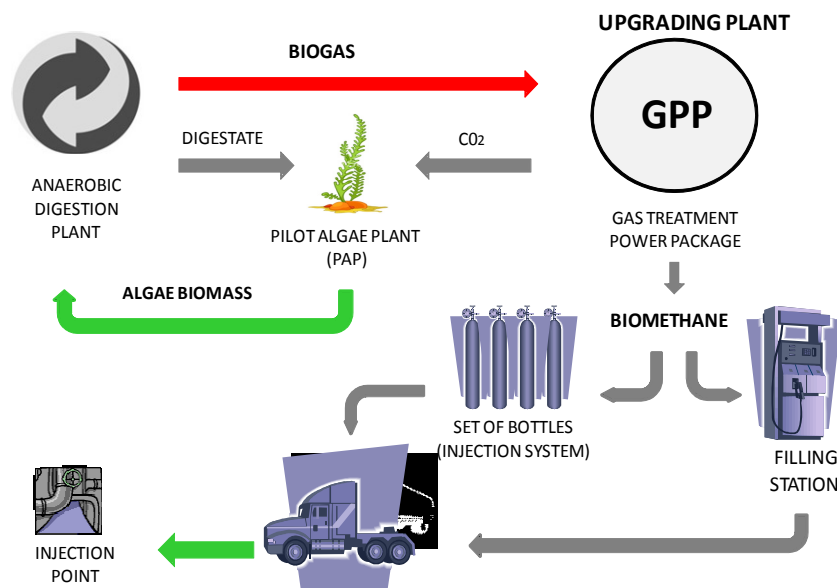 UPGRADING PLANT
BIOGAS
GPP
DIGESTATE
C02
ANAEROBIC
DIGESTION
PLANT
PILOT ALGAE PLANT
(PAP)
GAS TREATMENT
POWER PACKAGE
ALGAE BIOMASS
BIOMETHANE
SET OF BOTTLES
(INJECTION SYSTEM)
FILLING
STATION
INJECTION
POINT